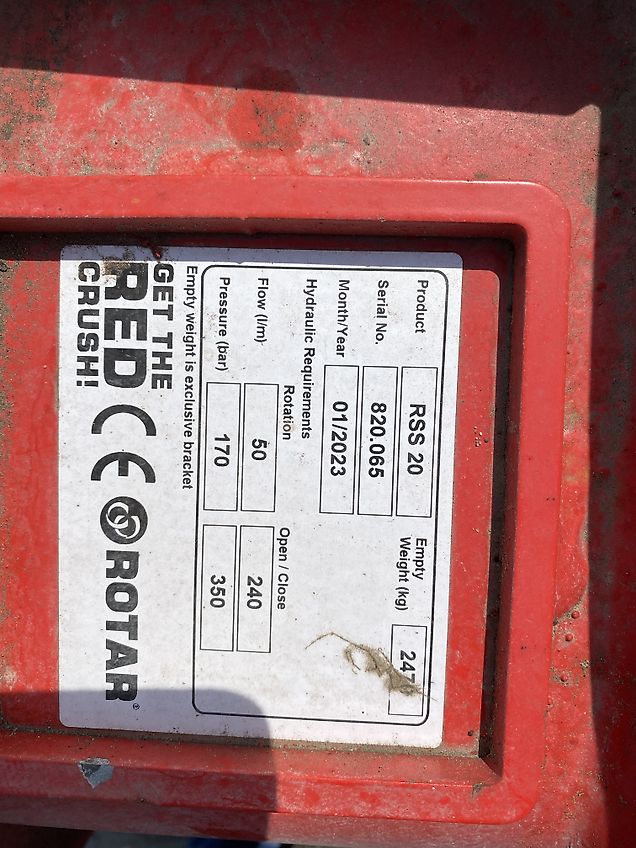 Product RSS 20 Empty Weight (kg)
Serial No. 820.065
Month/Year 01/2023
Hydraulic Requirements
Rotation Open / Close
Flow (l/m) 50 240
Pressure (bar) 170 350
Empty weight is exclusive bracket
GET THE
RED
CRUSH!
CE ROTAR®